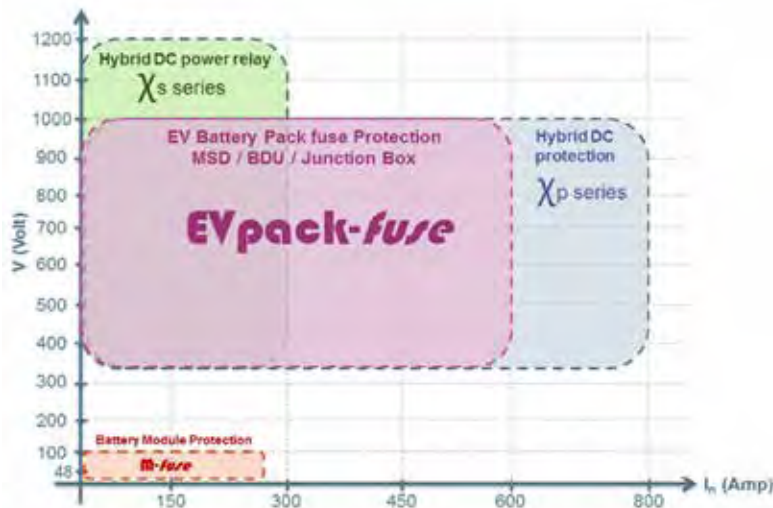 1200
1100
1000
900
800
700
600
500
400
300
200
100
48
V (Volt)
Hybrid DC power relay
χs series
EV Battery Pack fuse Protection
MSD / BDU / Junction Box
EVpack-fuse
Hybrid DC
protection
χp series
Battery Module Protection
M-fuse
150
300
450
600
800
In (Amp)